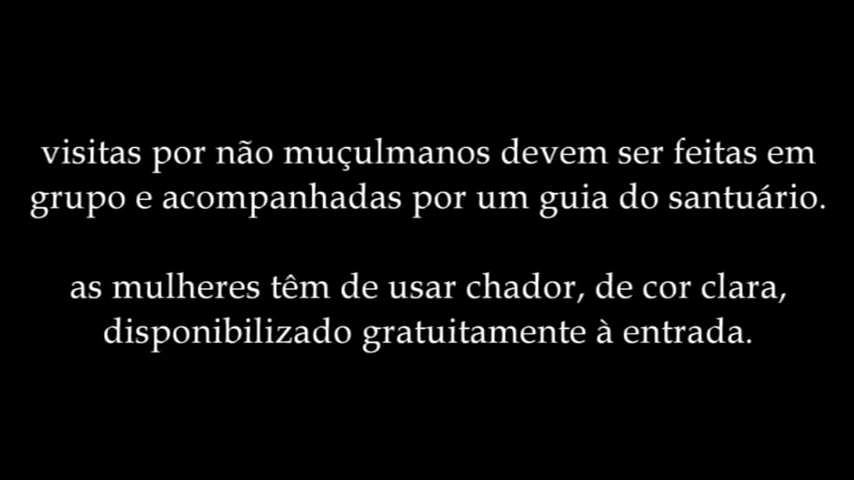 visitas por não muçulmanos devem ser feitas em
grupo e acompanhadas por um guia do santuário.
as mulheres têm de usar chador, de cor clara,
disponibilizado gratuitamente à entrada.